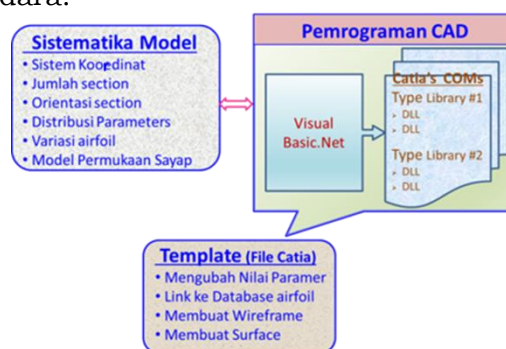 dara.
Sistematika Model
• Sistem Koordinat
• Jumlah section
• Orientasi section
• Distribusi Parameters
• Variasi airfoil
• Model Permukaan Sayap
Pemrograman CAD
Visual
Basic.Net
Catia's COMs
Type Library #1
➢ DLL
➢ DLL
Type Library #2
➢ DLL
➢ DLL
Template (File Catia)
• Mengubah Nilai Paramer
• Link ke Database airfoil
• Membuat Wireframe
• Membuat Surface